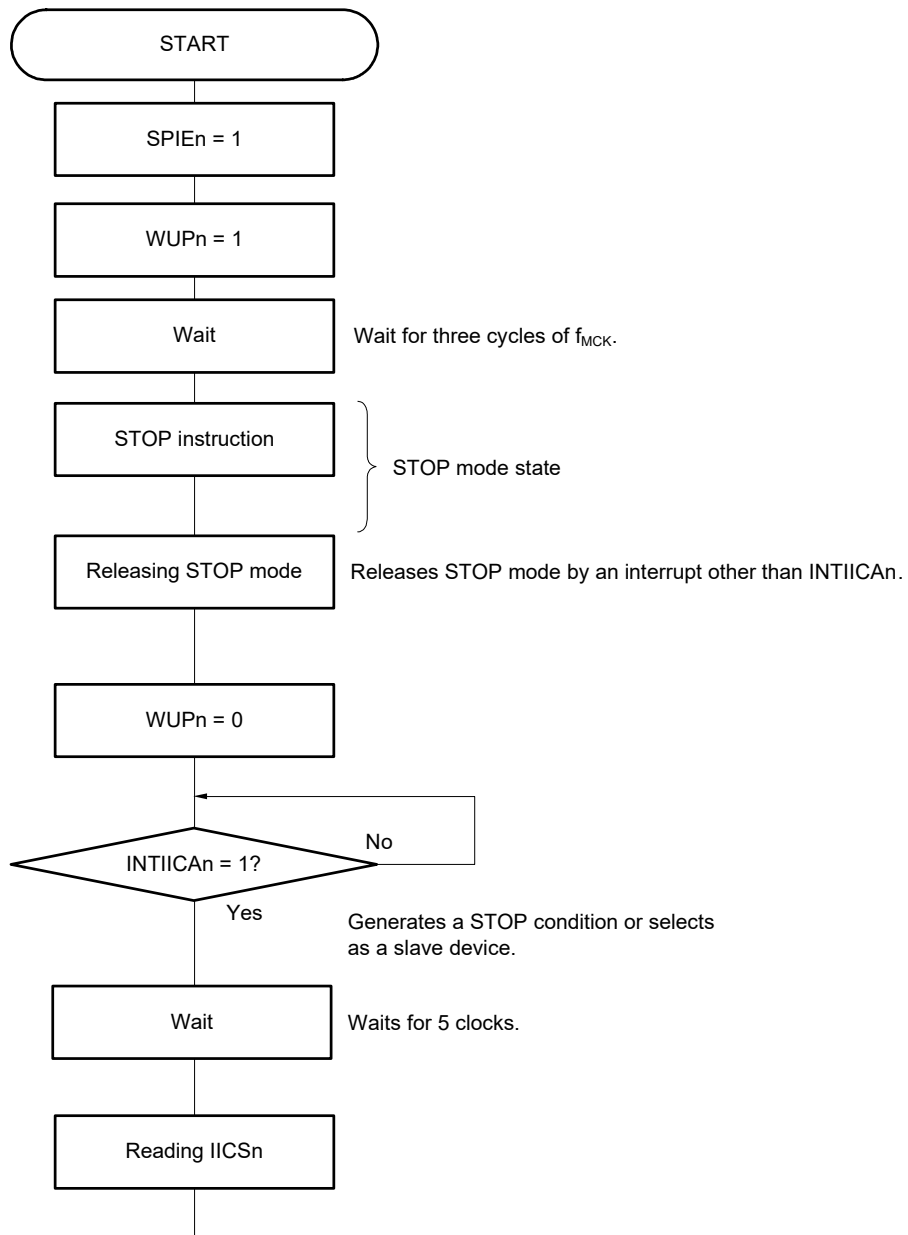 START
SPIEn = 1
WUPn = 1
Wait
Wait for three cycles of fMCK.
STOP instruction
STOP mode state
Releasing STOP mode
Releases STOP mode by an interrupt other than INTIICAn.
WUPn = 0
No
INTIICAn = 1?
Yes
Generates a STOP condition or selects
as a slave device.
Wait
Waits for 5 clocks.
Reading IICSn